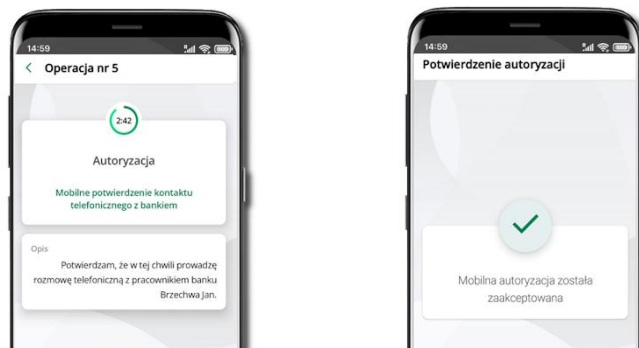 14:59
Operacja nr 5
2:42
Autoryzacja
Mobilne potwierdzenie kontaktu
telefonicznego z bankiem
Opis
Potwierdzam, że w tej chwili prowadzę
rozmowę telefoniczną z pracownikiem banku
Brzechwa Jan.
14:59
Potwierdzenie autoryzacji
Mobilna autoryzacja została
zaakceptowana